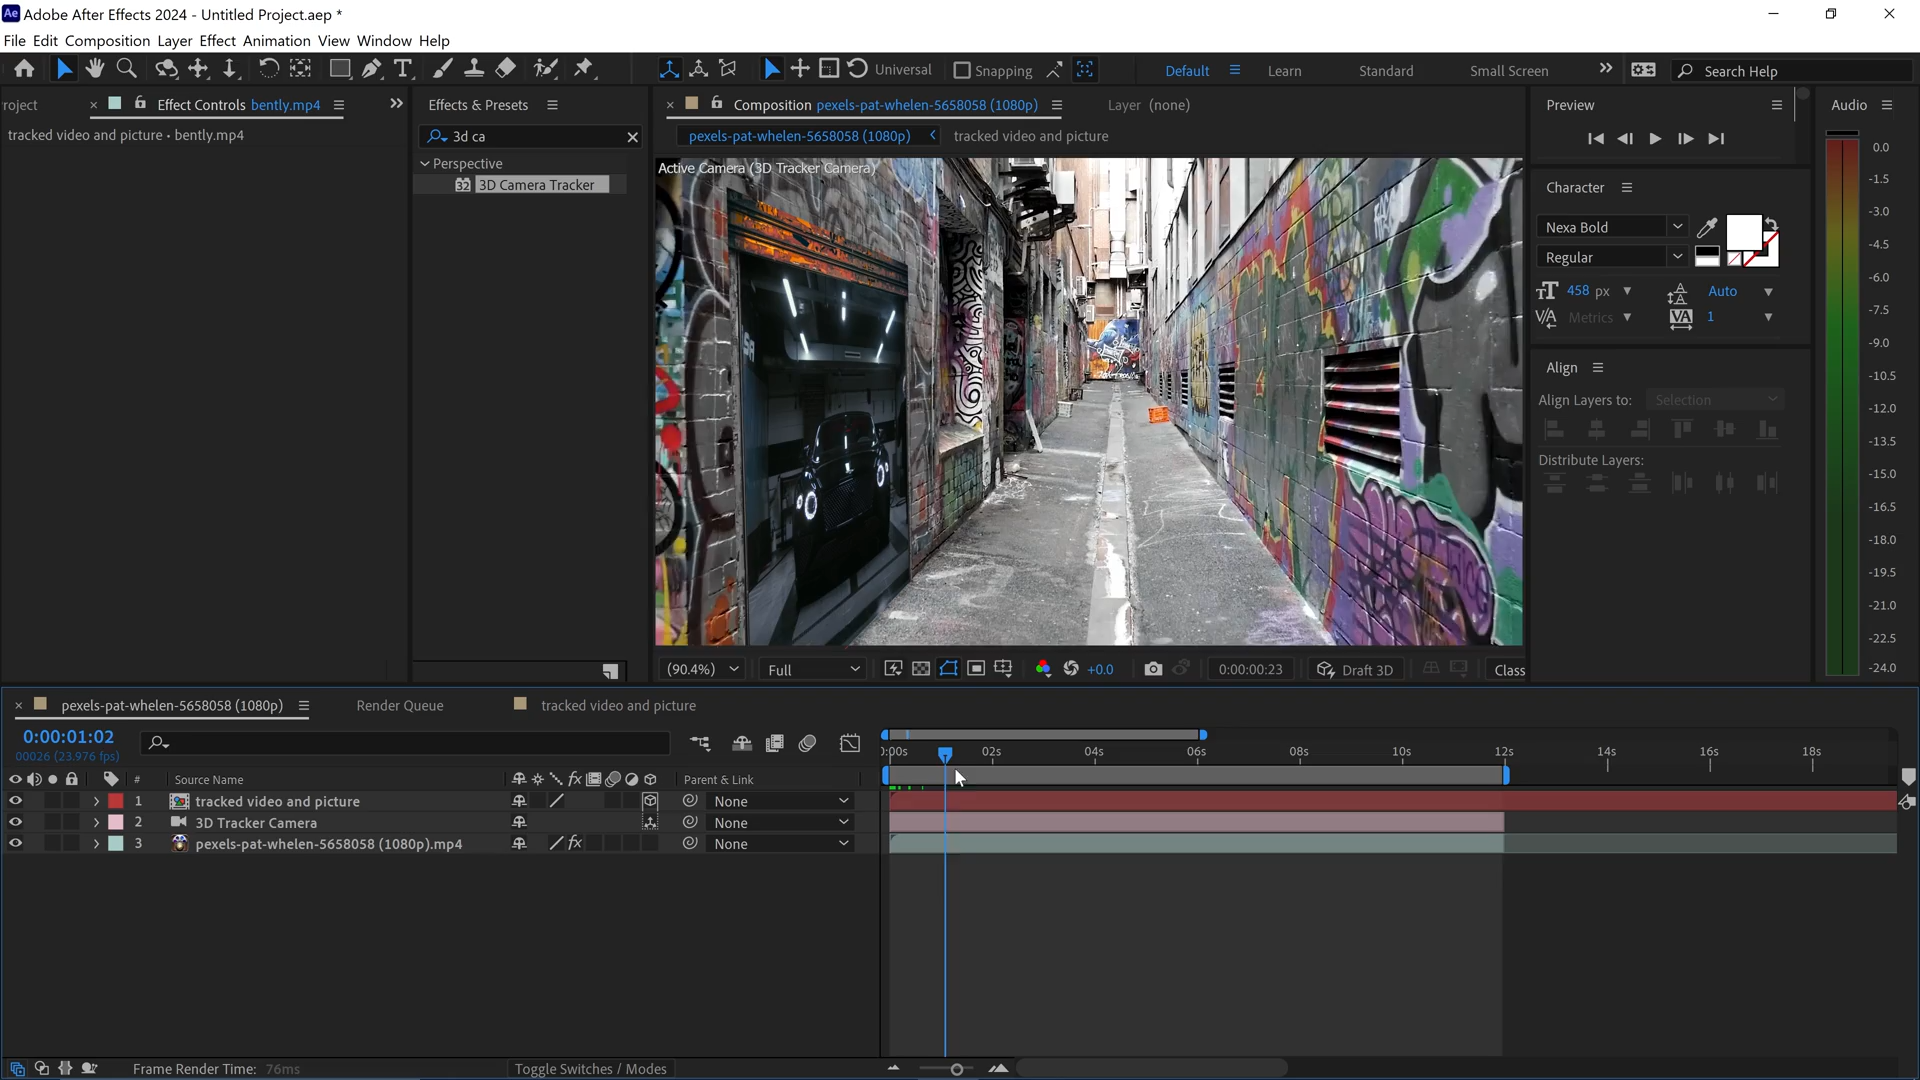 Adobe After Effects 2024 - Untitled Project.aep *
File Edit Composition Layer Effect Animation View Window Help
Universal Snapping Default Learn Standard Small Screen Search Help
roject Effect Controls bently.mp4
tracked video and picture • bently.mp4
Effects & Presets
3d ca
Perspective
32 3D Camera Tracker
Composition pexels-pat-whelen-5658058 (1080p) Layer (none)
pexels-pat-whelen-5658058 (1080p) tracked video and picture
Active Camera (3D Tracker Camera)
(90.4%) Full +0.0 0:00:00:23 Draft 3D Class
Preview
Character
Nexa Bold
Regular
458 px Auto
Metrics 1
Align
Align Layers to: Selection
Distribute Layers:
Audio
0.0
-1.5
-3.0
-4.5
-6.0
-7.5
-9.0
-10.5
-12.0
-13.5
-15.0
-16.5
-18.0
-19.5
-21.0
-22.5
-24.0
pexels-pat-whelen-5658058 (1080p) Render Queue tracked video and picture
0:00:01:02
00026 (23.976 fps)
:00s 02s 04s 06s 08s 10s 12s 14s 16s 18s
# Source Name Parent & Link
1 tracked video and picture None
2 3D Tracker Camera None
3 pexels-pat-whelen-5658058 (1080p).mp4 None
Frame Render Time: 76ms Toggle Switches / Modes